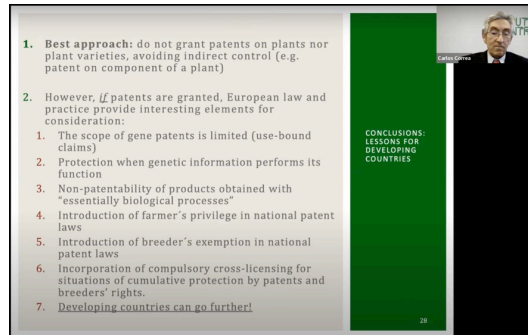 1. Best approach: do not grant patents on plants nor
plant varieties, avoiding indirect control (e.g.
patent on component of a plant)
2. However, if patents are granted, European law and
practice provide interesting elements for
consideration:
1. The scope of gene patents is limited (use-bound
claims)
2. Protection when genetic information performs its
function
3. Non-patentability of products obtained with
"essentially biological processes"
4. Introduction of farmer´s privilege in national patent
laws
5. Introduction of breeder´s exemption in national
patent laws
6. Incorporation of compulsory cross-licensing for
situations of cumulative protection by patents and
breeders' rights.
7. Developing countries can go further!
CONCLUSIONS:
LESSONS FOR
DEVELOPING
COUNTRIES
28
Carlos Correa